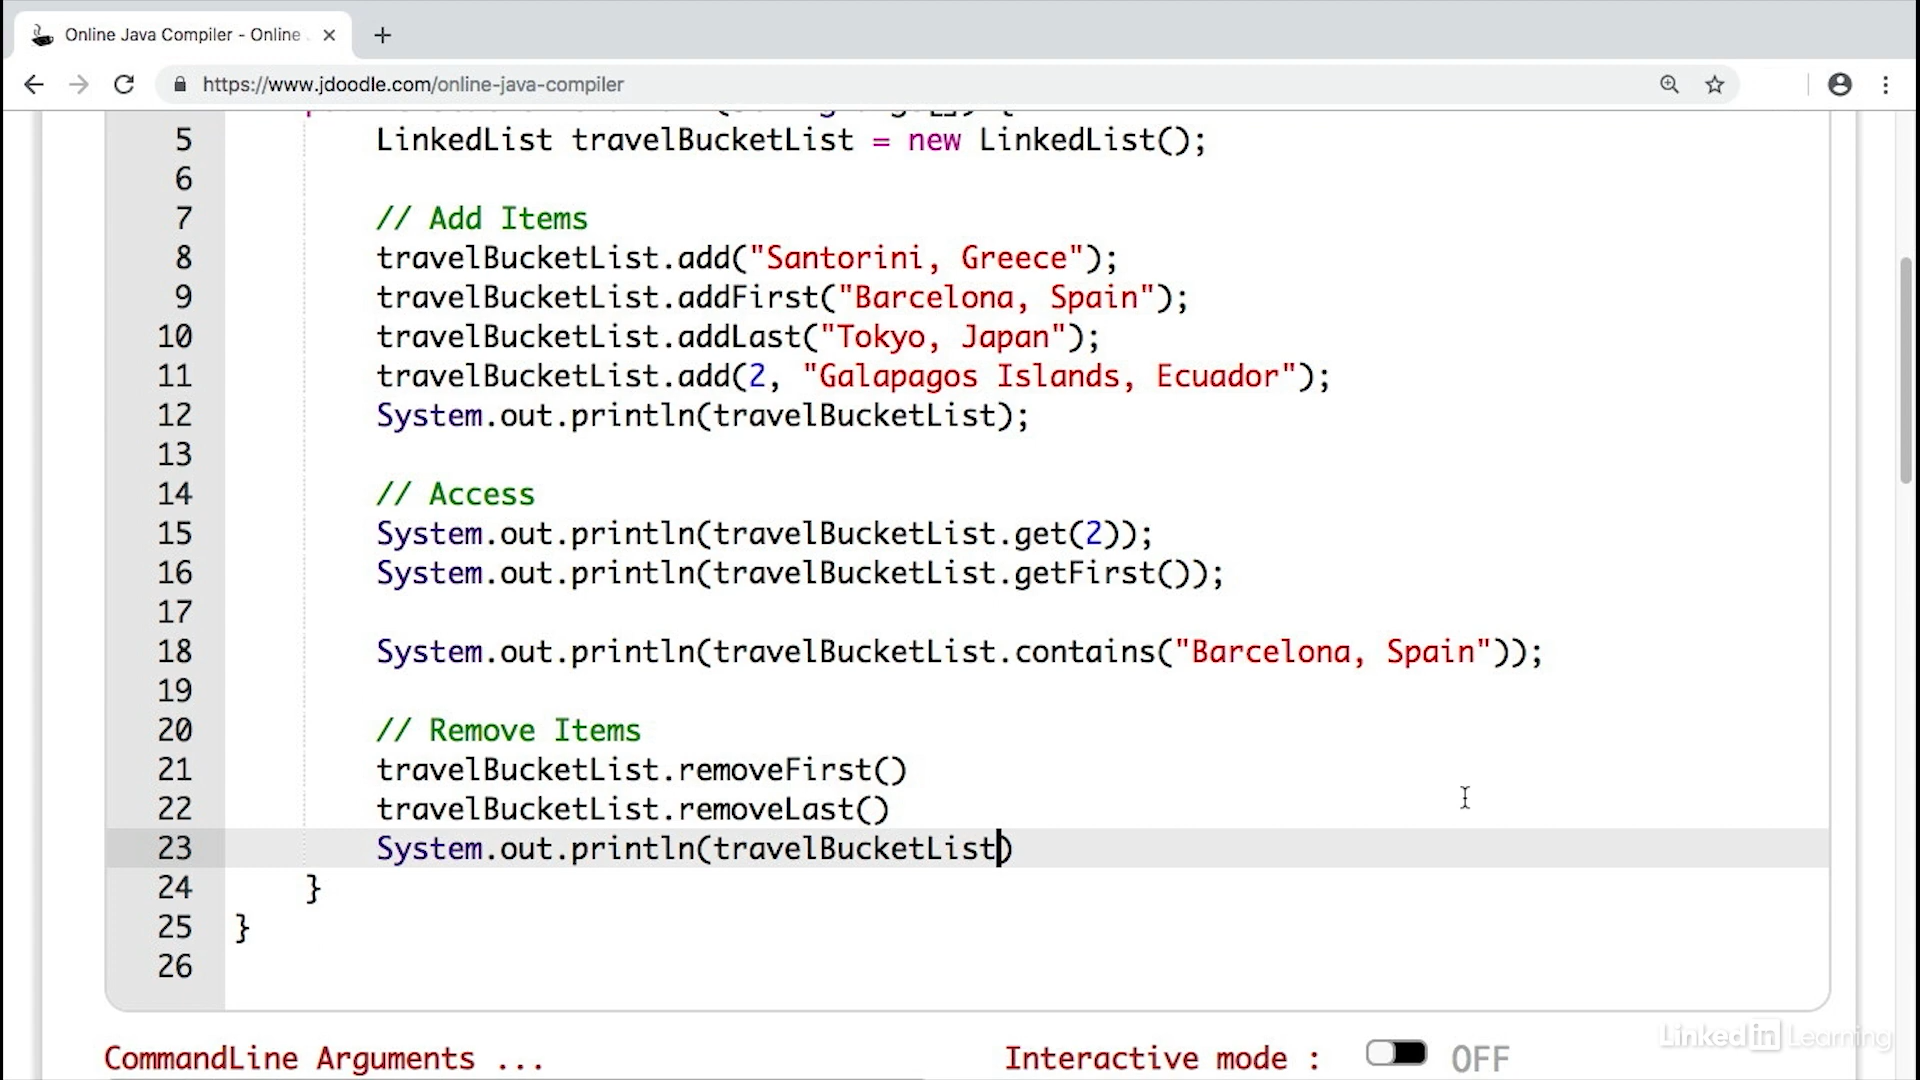 Online Java Compiler - Online
https://www.jdoodle.com/online-java-compiler
5 LinkedList travelBucketList = new LinkedList();
6
7 // Add Items
8 travelBucketList.add("Santorini, Greece");
9 travelBucketList.addFirst("Barcelona, Spain");
10 travelBucketList.addLast("Tokyo, Japan");
11 travelBucketList.add(2, "Galapagos Islands, Ecuador");
12 System.out.println(travelBucketList);
13
14 // Access
15 System.out.println(travelBucketList.get(2));
16 System.out.println(travelBucketList.getFirst());
17
18 System.out.println(travelBucketList.contains("Barcelona, Spain"));
19
20 // Remove Items
21 travelBucketList.removeFirst()
22 travelBucketList.removeLast()
23 System.out.println(travelBucketList)
24 }
25 }
26
CommandLine Arguments ...
Interactive mode : OFF
Linked in Learning